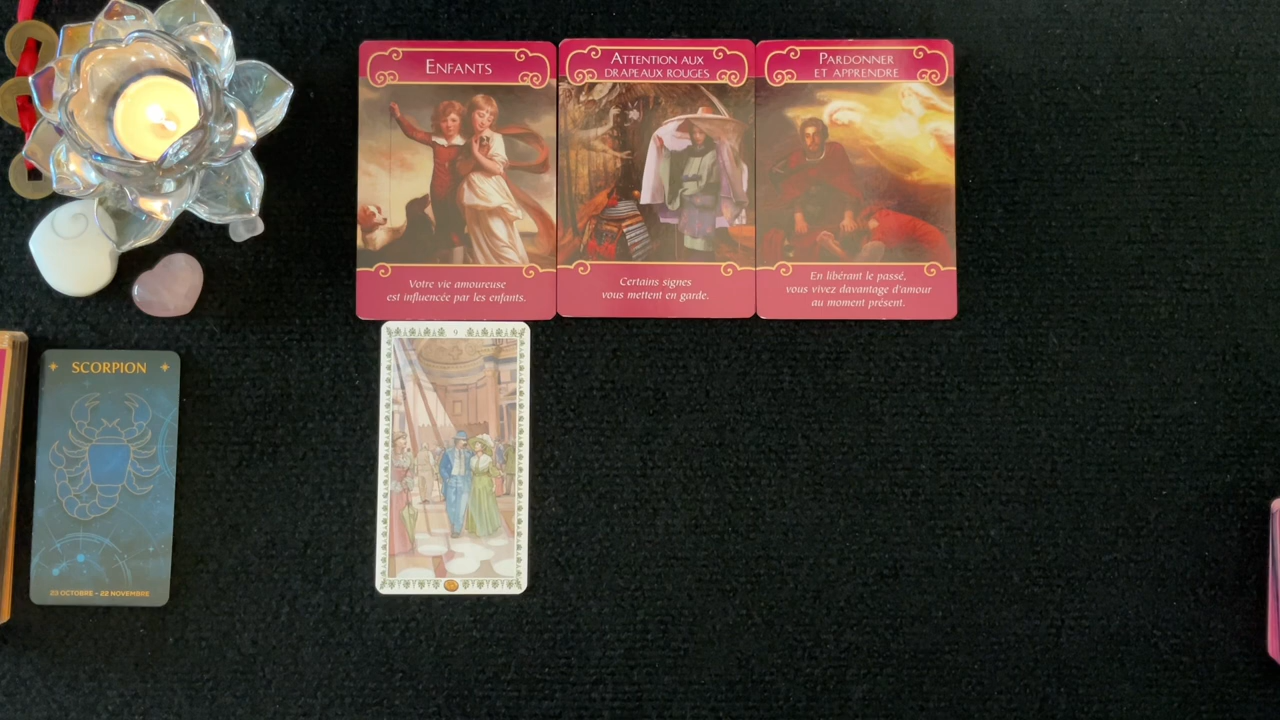 ENFANTS
Votre vie amoureuse
est influencée par les enfants.
ATTENTION AUX
DRAPEAUX ROUGES
Certains signes
vous mettent en garde.
PARDONNER
ET APPRENDRE
En libérant le passé,
vous vivez davantage d'amour
au moment présent.
9
SCORPION
23 OCTOBRE - 22 NOVEMBRE